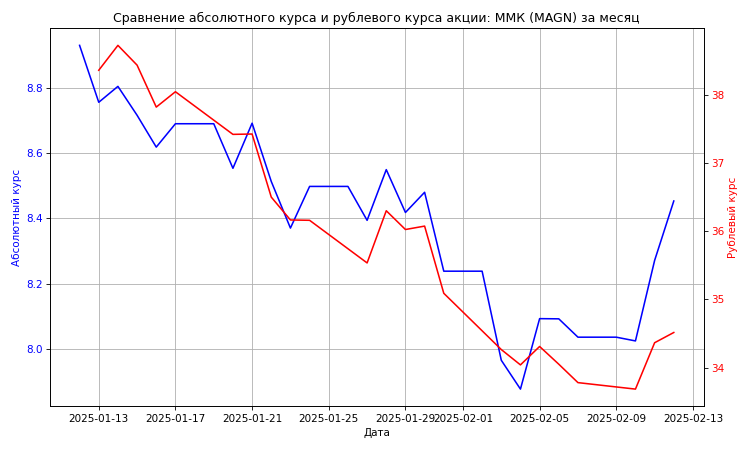 Сравнение абсолютного курса и рублевого курса акции: ММК (MAGN) за месяц
Абсолютный курс
8.8
8.6
8.4
8.2
8.0
38
37
36
35
34
Рублевый курс
2025-01-13 2025-01-17 2025-01-21 2025-01-25 2025-01-29 2025-02-01 2025-02-05 2025-02-09 2025-02-13
Дата